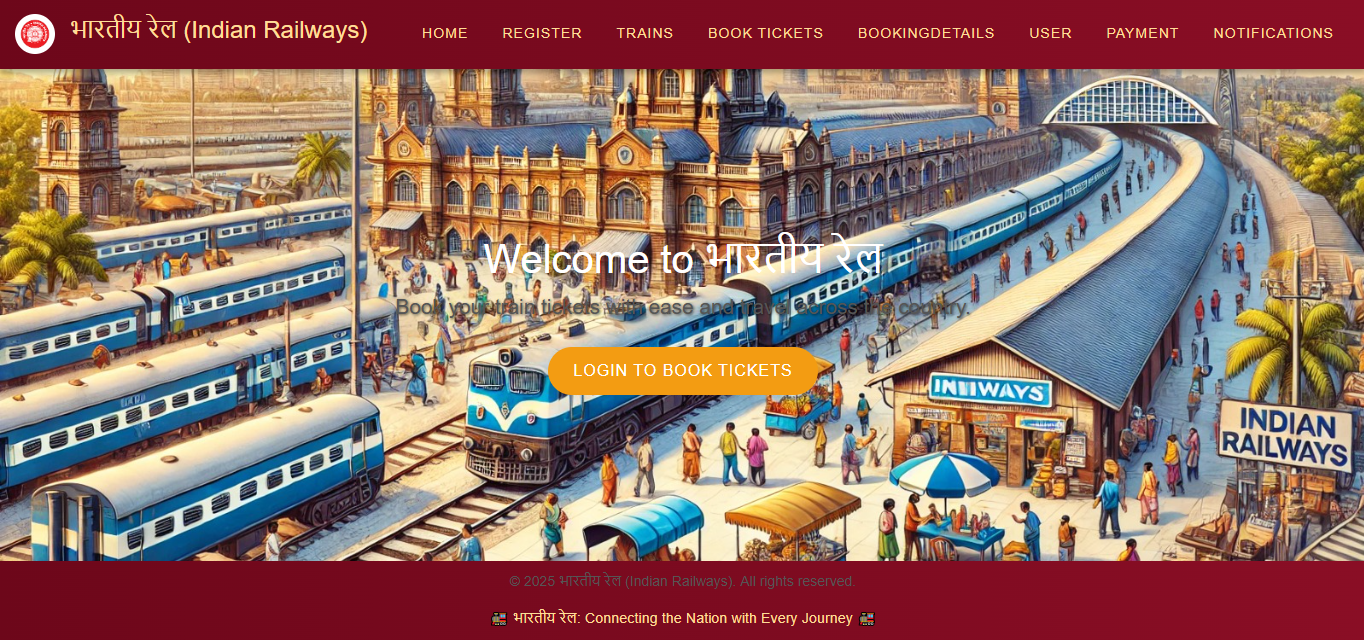 भारतीय रेल (Indian Railways)
HOME REGISTER TRAINS BOOK TICKETS BOOKINGDETAILS USER PAYMENT NOTIFICATIONS
Welcome to भारतीय रेल
Book your train tickets with ease and travel across the country.
LOGIN TO BOOK TICKETS
INDIAN
RAILWAYS
© 2025 भारतीय रेल (Indian Railways). All rights reserved.
भारतीय रेल: Connecting the Nation with Every Journey